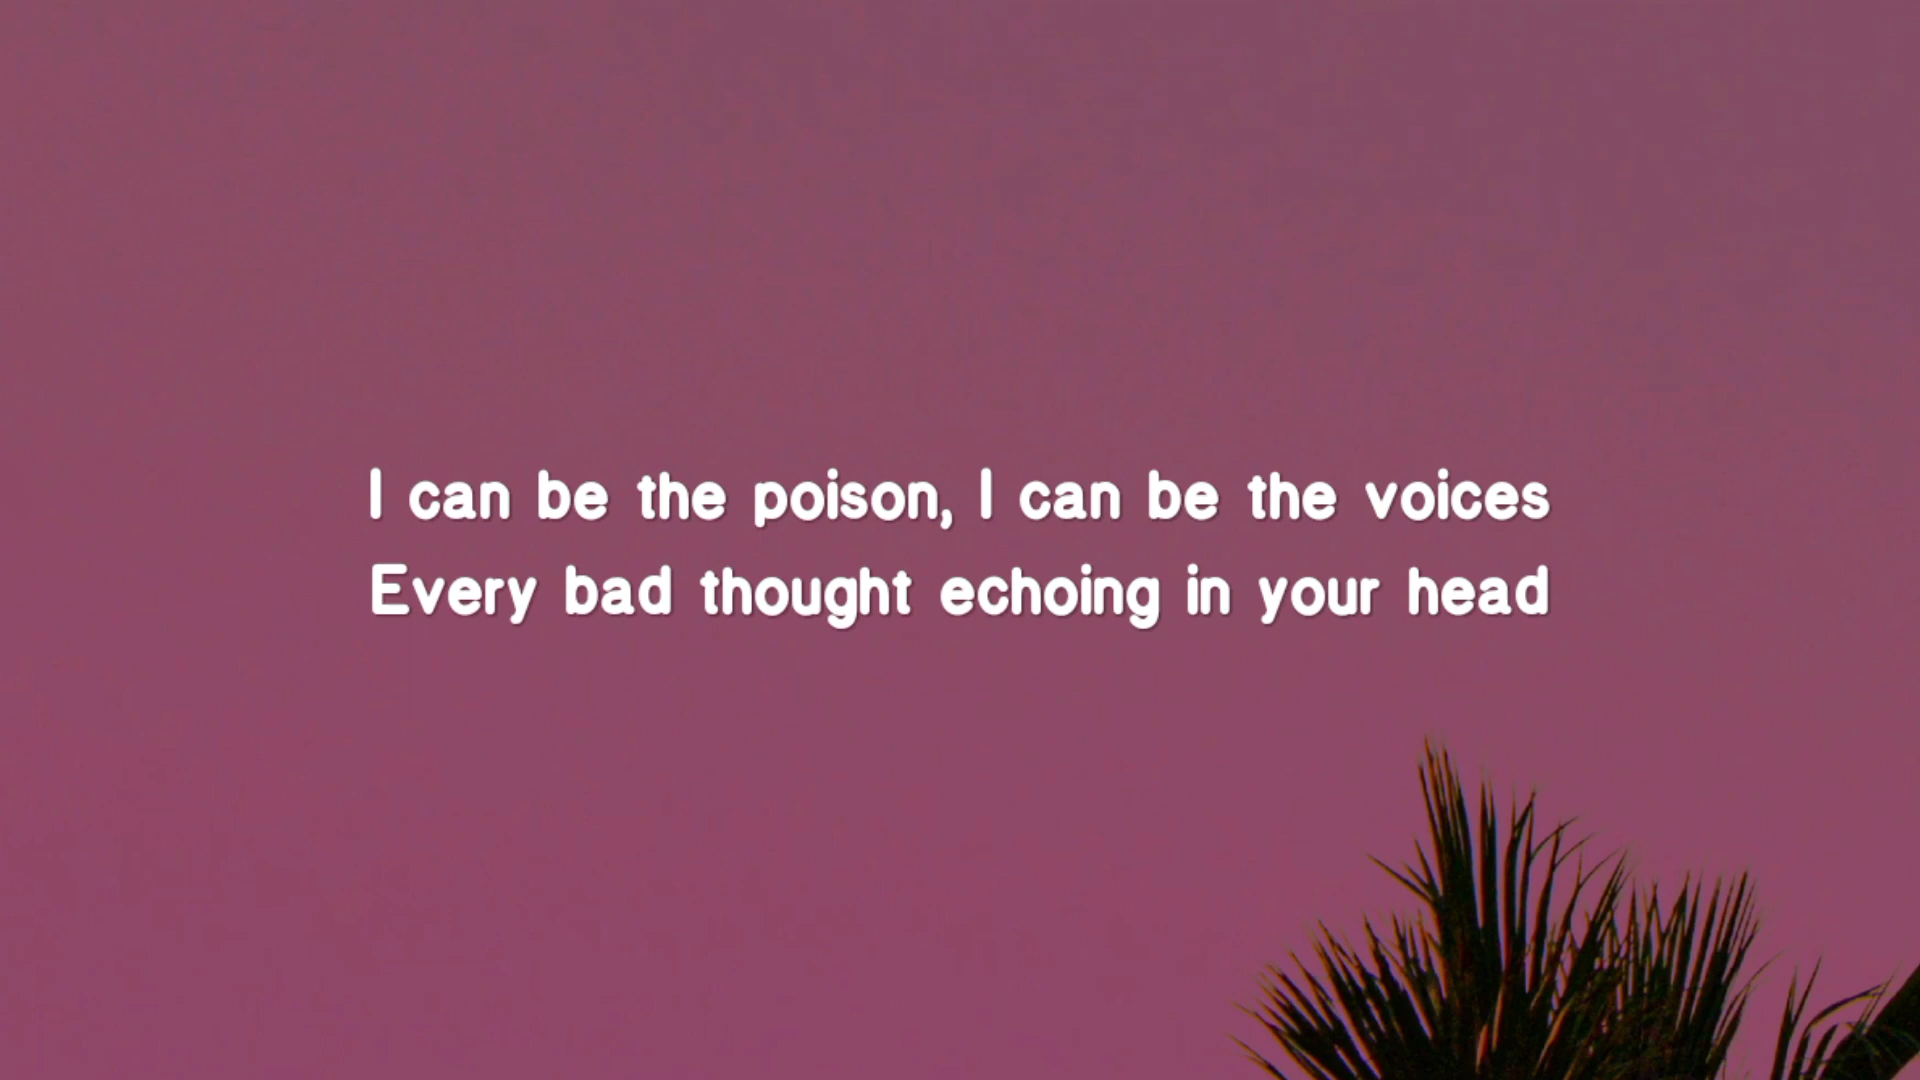 I can be the poison, I can be the voices
Every bad thought echoing in your head